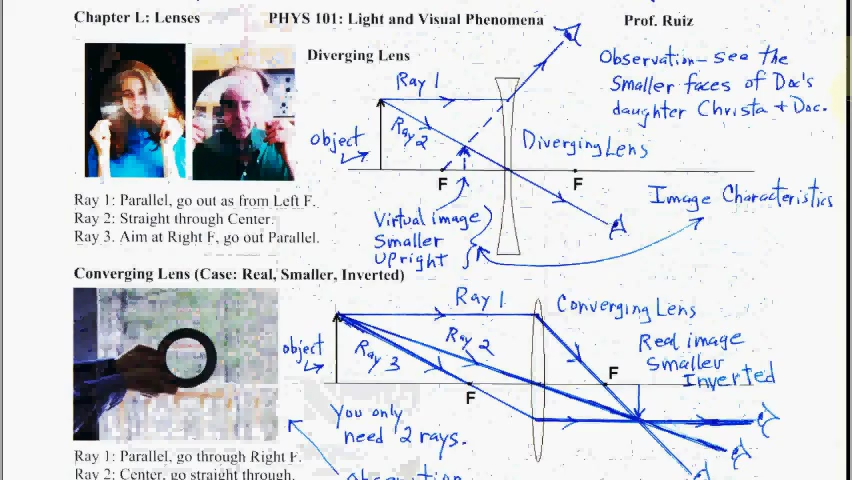 Chapter L: Lenses PHYS 101: Light and Visual Phenomena Prof. Ruiz
Diverging Lens
Observation - see the
smaller faces of Doc's
daughter Christa + Doc.
Ray 1
Ray 2
object
Diverging Lens
F F
Image Characteristics
Ray 1: Parallel, go out as from Left F.
Ray 2: Straight through Center.
Ray 3. Aim at Right F, go out Parallel.
Virtual image
Smaller
Upright
Converging Lens (Case: Real, Smaller, Inverted)
Ray 1
Converging Lens
object
Ray 3
Ray 2
Real image
Smaller
Inverted
F
F
You only
need 2 rays.
Ray 1: Parallel, go through Right F.
Ray 2: Center, go straight through.
observation